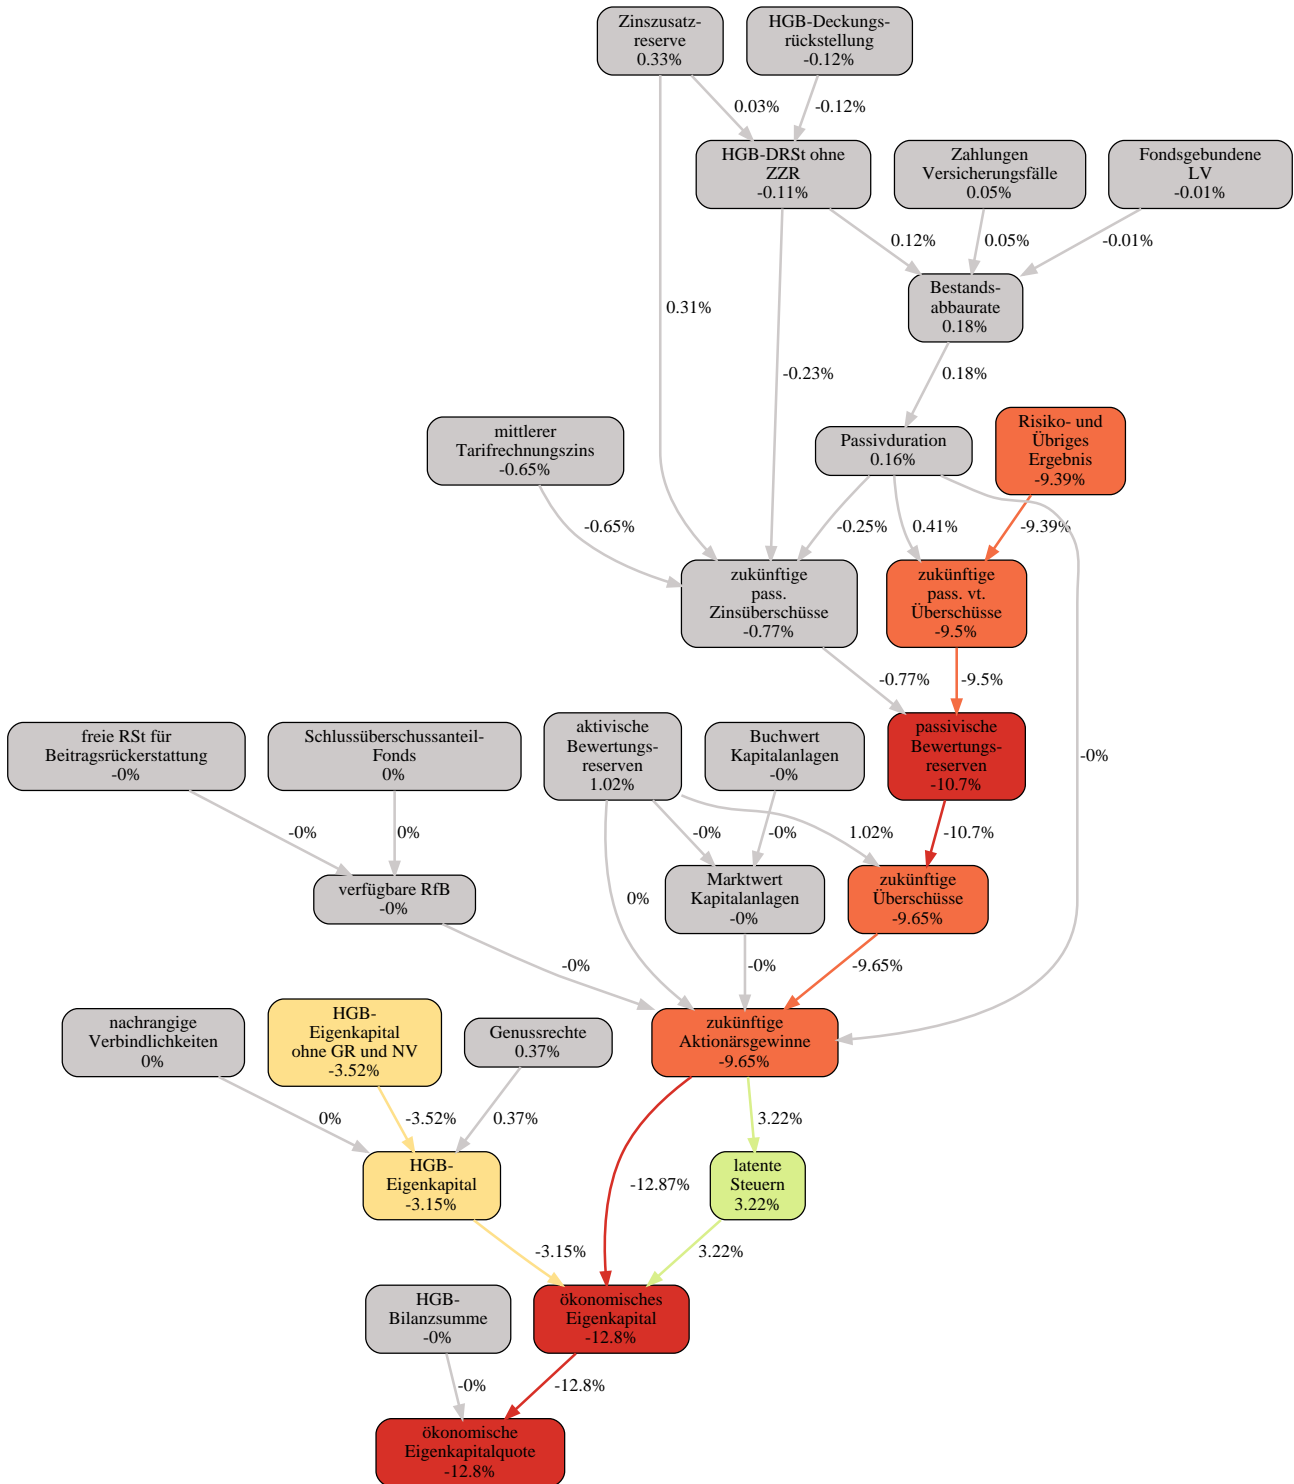 Zinszusatz-
reserve
0.33%
HGB-Deckungs-
rückstellung
-0.12%
0.03%
-0.12%
HGB-DRSt ohne
ZZR
-0.11%
Zahlungen
Versicherungsfälle
0.05%
Fondsgebundene
LV
-0.01%
0.12%
0.05%
-0.01%
Bestands-
abbaurate
0.18%
0.31%
-0.23%
0.18%
mittlerer
Tarifrechnungszins
-0.65%
Passivduration
0.16%
Risiko- und
Übriges
Ergebnis
-9.39%
-0.65%
-0.25%
0.41%
-9.39%
zukünftige
pass.
Zinsüberschüsse
-0.77%
zukünftige
pass. vt.
Überschüsse
-9.5%
-0.77%
-9.5%
freie RSt für
Beitragsrückerstattung
-0%
Schlussüberschussanteil-
Fonds
0%
aktivische
Bewertungs-
reserven
1.02%
Buchwert
Kapitalanlagen
-0%
passivische
Bewertungs-
reserven
-10.7%
-0%
-0%
0%
-0%
-0%
1.02%
-10.7%
verfügbare RfB
-0%
0%
Marktwert
Kapitalanlagen
-0%
zukünftige
Überschüsse
-9.65%
-0%
-0%
-9.65%
nachrangige
Verbindlichkeiten
0%
HGB-
Eigenkapital
ohne GR und NV
-3.52%
Genussrechte
0.37%
zukünftige
Aktionärsgewinne
-9.65%
0%
-3.52%
0.37%
3.22%
HGB-
Eigenkapital
-3.15%
-12.87%
latente
Steuern
3.22%
-3.15%
3.22%
HGB-
Bilanzsumme
-0%
ökonomisches
Eigenkapital
-12.8%
-0%
-12.8%
ökonomische
Eigenkapitalquote
-12.8%